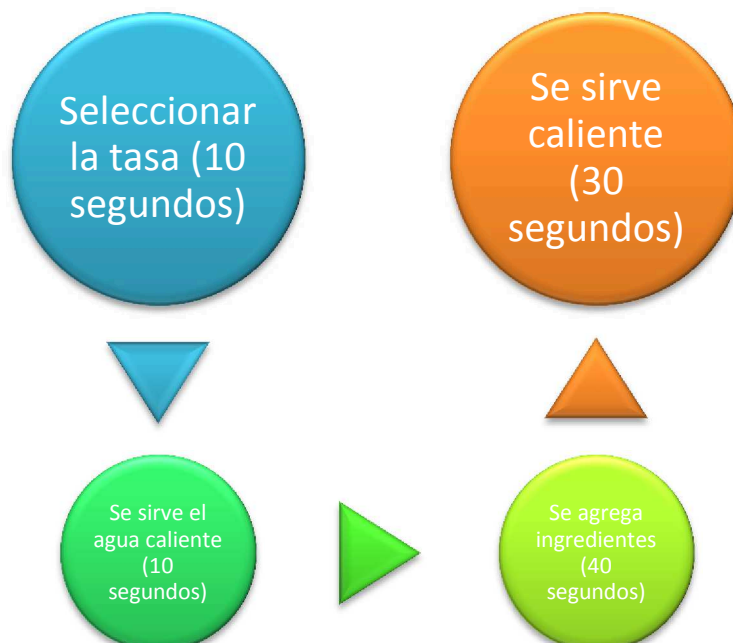 Seleccionar
la tasa (10
segundos)
Se sirve el
agua caliente
(10
segundos)
Se agrega
ingredientes
(40
segundos)
Se sirve
caliente
(30
segundos)